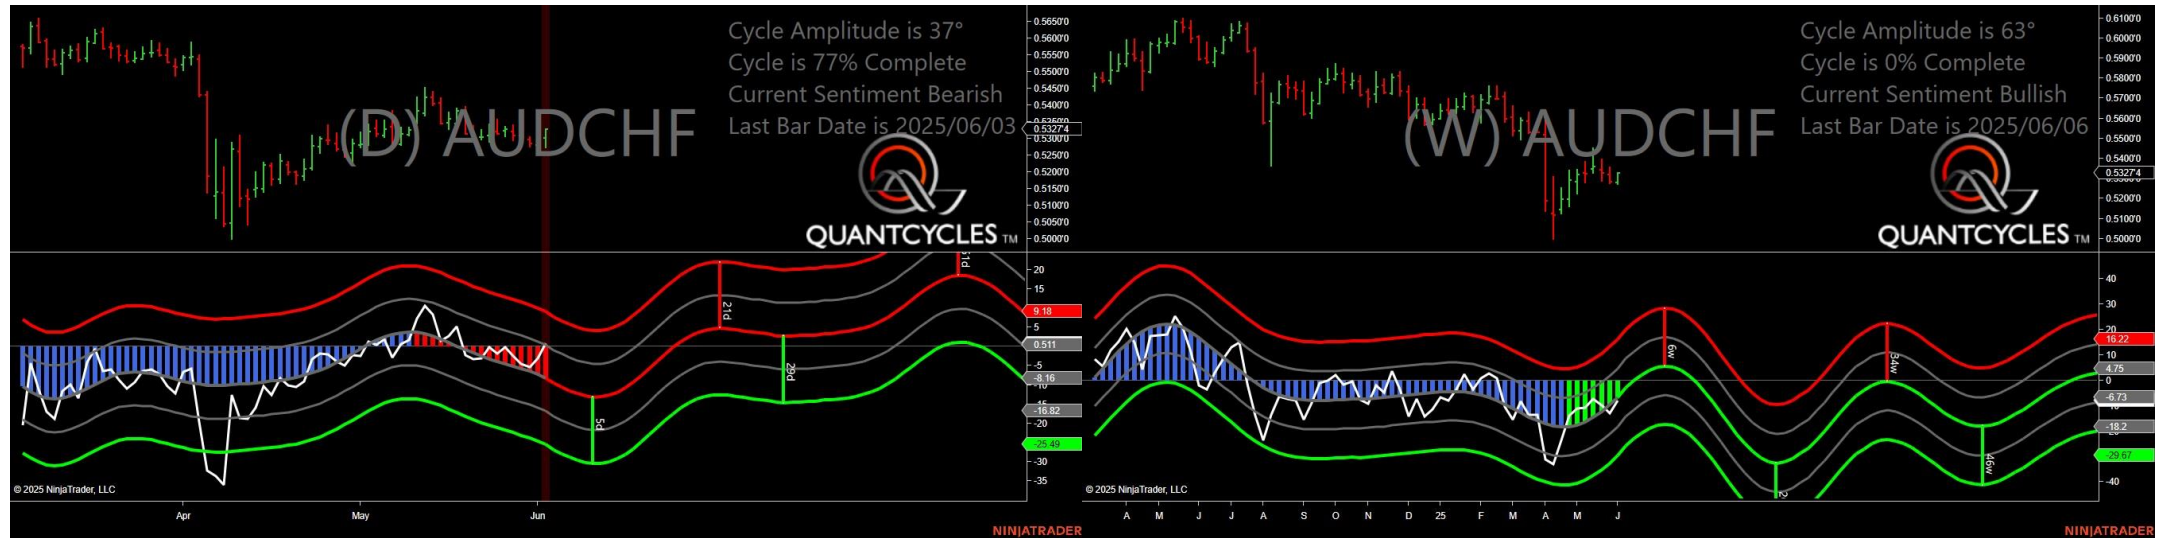 Cycle Amplitude is 37°
Cycle is 77% Complete
Current Sentiment Bearish
Last Bar Date is 2025/06/03
(D) AUDCHF
QUANTCYCLES TM
0.5650'0
0.5600'0
0.5550'0
0.5500'0
0.5450'0
0.5400'0
0.5327'4
0.5300'0
0.5250'0
0.5200'0
0.5150'0
0.5100'0
0.5050'0
0.5000'0
20
15
9.18
5
0.511
-5
-8.16
-16.82
-20
-25.49
-30
-35
5d
21d
29d
51d
© 2025 NinjaTrader, LLC
Apr May Jun
NINJATRADER
Cycle Amplitude is 63°
Cycle is 0% Complete
Current Sentiment Bullish
Last Bar Date is 2025/06/06
(W) AUDCHF
QUANTCYCLES TM
0.6100'0
0.6000'0
0.5900'0
0.5800'0
0.5700'0
0.5600'0
0.5500'0
0.5400'0
0.5327'4
0.5200'0
0.5100'0
0.5000'0
40
30
20
16.22
10
4.75
0
-6.73
-18.2
-29.67
-40
6w
2
34w
46w
© 2025 NinjaTrader, LLC
A M J J A S O N D 25 F M A M J
NINJATRADER